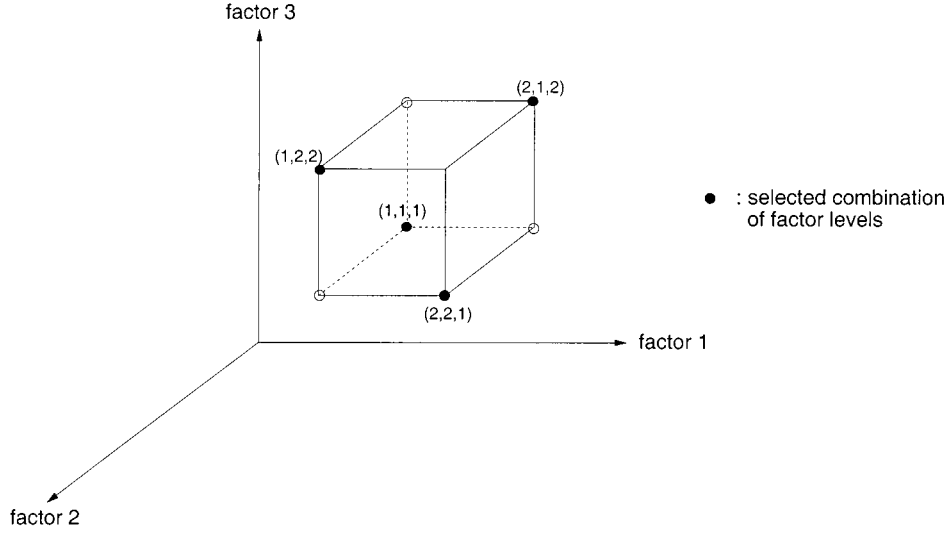 factor 3
(2,1,2)
(1,2,2)
(1,1,1)
: selected combination
of factor levels
(2,2,1)
factor 1
factor 2